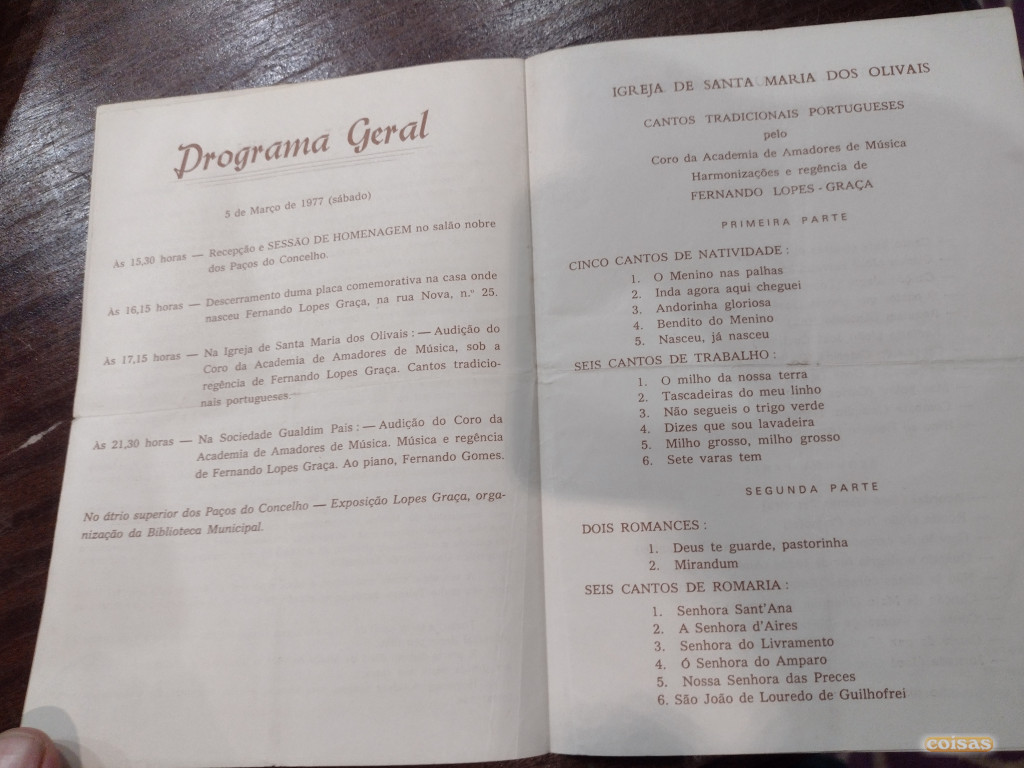 Programa Geral
5 de Março de 1977 (sábado)
Às 15,30 horas — Recepção e SESSÃO DE HOMENAGEM no salão nobre
dos Paços do Concelho.
Às 16,15 horas — Descerramento duma placa comemorativa na casa onde
nasceu Fernando Lopes Graça, na rua Nova, n.º 25.
Às 17,15 horas — Na Igreja de Santa Maria dos Olivais : — Audição do
Coro da Academia de Amadores de Música, sob a
regência de Fernando Lopes Graça. Cantos tradicio-
nais portugueses.
Às 21,30 horas — Na Sociedade Gualdim Pais : — Audição do Coro da
Academia de Amadores de Música. Música e regência
de Fernando Lopes Graça. Ao piano, Fernando Gomes.
No átrio superior dos Paços do Concelho — Exposição Lopes Graça, orga-
nização da Biblioteca Municipal.
IGREJA DE SANTA MARIA DOS OLIVAIS
CANTOS TRADICIONAIS PORTUGUESES
pelo
Coro da Academia de Amadores de Música
Harmonizações e regência de
FERNANDO LOPES - GRAÇA
PRIMEIRA PARTE
CINCO CANTOS DE NATIVIDADE :
1. O Menino nas palhas
2. Inda agora aqui cheguei
3. Andorinha gloriosa
4. Bendito do Menino
5. Nasceu, já nasceu
SEIS CANTOS DE TRABALHO :
1. O milho da nossa terra
2. Tascadeiras do meu linho
3. Não segueis o trigo verde
4. Dizes que sou lavadeira
5. Milho grosso, milho grosso
6. Sete varas tem
SEGUNDA PARTE
DOIS ROMANCES :
1. Deus te guarde, pastorinha
2. Mirandum
SEIS CANTOS DE ROMARIA :
1. Senhora Sant'Ana
2. A Senhora d'Aires
3. Senhora do Livramento
4. Ó Senhora do Amparo
5. Nossa Senhora das Preces
6. São João de Louredo de Guilhofrei
coisas